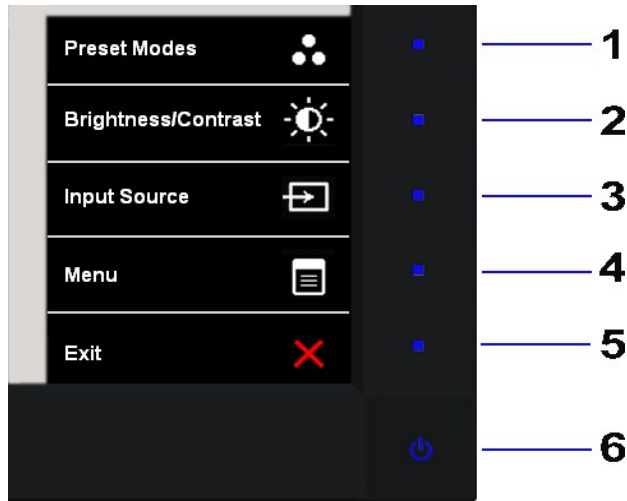 Preset Modes 1
Brightness/Contrast 2
Input Source 3
Menu 4
Exit 5
6